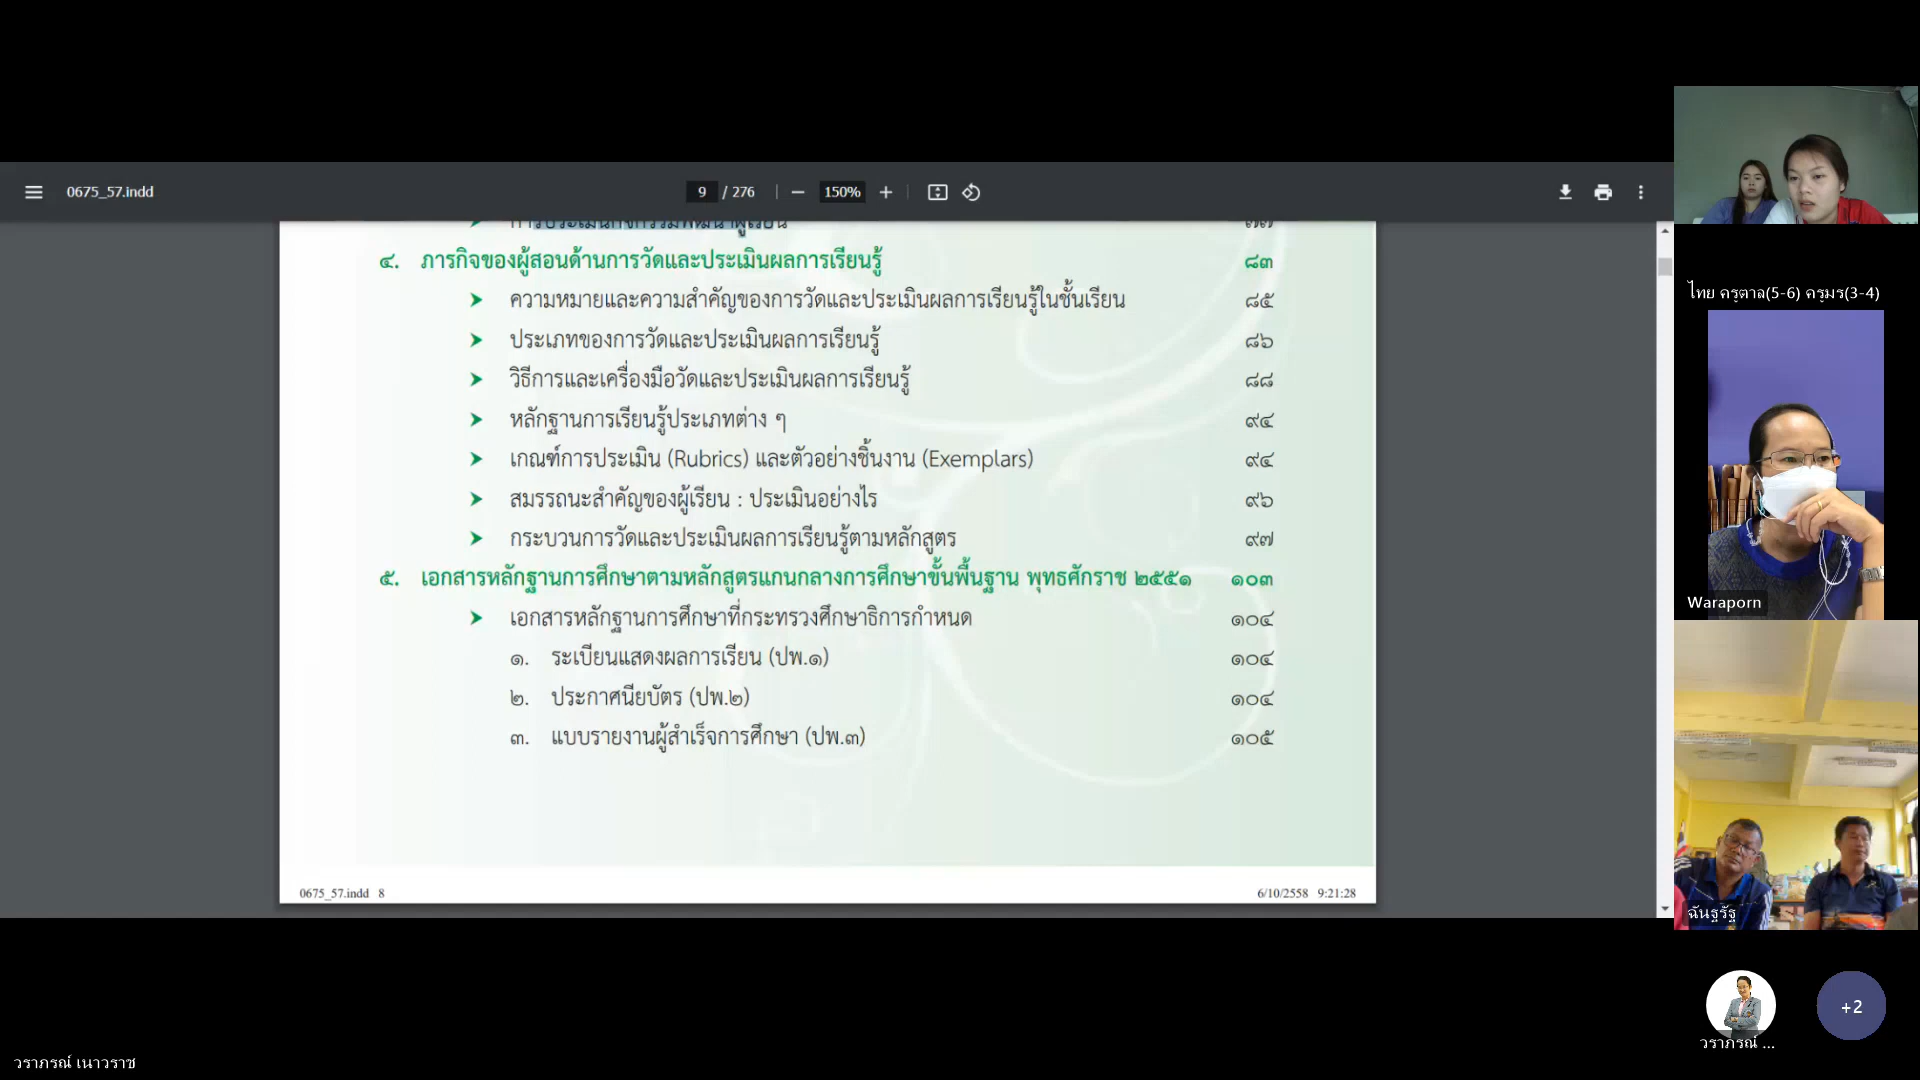 0675_57.indd
9 / 276
150%
การประเมินกิจกรรมพัฒนาผู้เรียน ๗๗
๔. ภารกิจของผู้สอนด้านการวัดและประเมินผลการเรียนรู้ ๘๓
ความหมายและความสำคัญของการวัดและประเมินผลการเรียนรู้ในชั้นเรียน ๘๕
ประเภทของการวัดและประเมินผลการเรียนรู้ ๘๖
วิธีการและเครื่องมือวัดและประเมินผลการเรียนรู้ ๘๘
หลักฐานการเรียนรู้ประเภทต่าง ๆ ๙๔
เกณฑ์การประเมิน (Rubrics) และตัวอย่างชิ้นงาน (Exemplars) ๙๔
สมรรถนะสำคัญของผู้เรียน : ประเมินอย่างไร ๙๖
กระบวนการวัดและประเมินผลการเรียนรู้ตามหลักสูตร ๙๗
๕. เอกสารหลักฐานการศึกษาตามหลักสูตรแกนกลางการศึกษาขั้นพื้นฐาน พุทธศักราช ๒๕๕๑ ๑๐๓
เอกสารหลักฐานการศึกษาที่กระทรวงศึกษาธิการกำหนด ๑๐๔
๑. ระเบียนแสดงผลการเรียน (ปพ.๑) ๑๐๔
๒. ประกาศนียบัตร (ปพ.๒) ๑๐๔
๓. แบบรายงานผู้สำเร็จการศึกษา (ปพ.๓) ๑๐๕
0675_57.indd 8
6/10/2558 9:21:28
ไทย ครูตาล(5-6) ครูมร(3-4)
Waraporn
ฉันฐรัฐ
วราภรณ์ ...
+2
วราภรณ์ เนาวราช